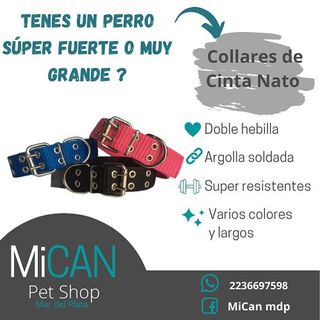 TENES UN PERRO
SÚPER FUERTE O MUY
GRANDE ?
Collares de
Cinta Nato
Doble hebilla
Argolla soldada
Super resistentes
Varios colores
y largos
MiCAN
Pet Shop
Mar del Plata
2236697598
MiCan mdp